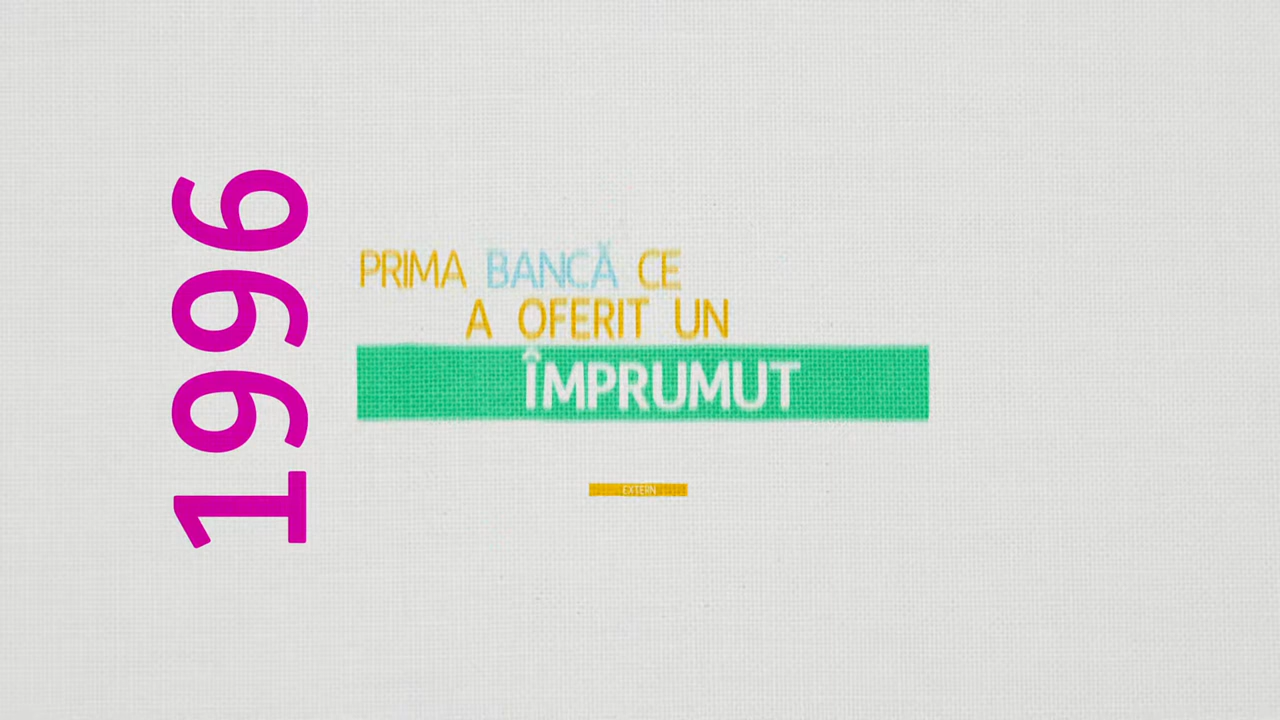 1996
PRIMA BANCĂ CE
A OFERIT UN
ÎMPRUMUT
EXTERN